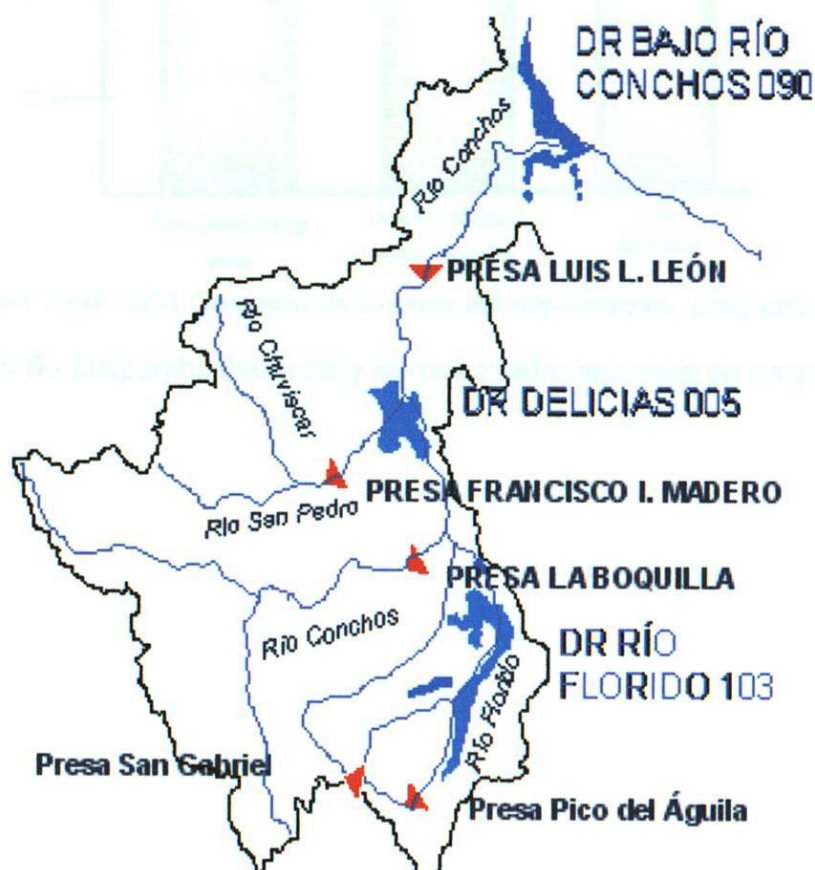 DR BAJO RÍO
CONCHOS 090
Río Conchos
PRESA LUIS L. LEÓN
Río Chuviscar
DR DELICIAS 005
PRESA FRANCISCO I. MADERO
Río San Pedro
PRESA LA BOQUILLA
Río Conchos
DR RÍO
FLORIDO 103
Río Florido
Presa San Gabriel
Presa Pico del Águila